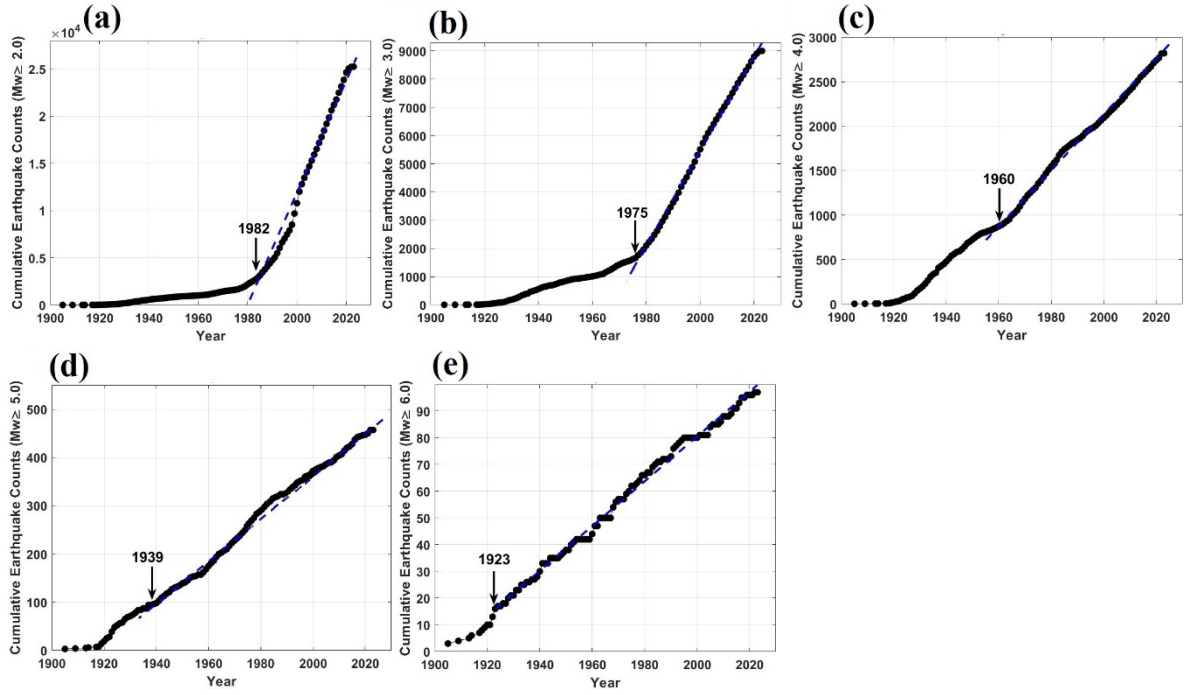 (a)
×10⁴
Cumulative Earthquake Counts (Mw≥ 2.0)
2.5
2
1.5
1
0.5
0
1982
1900 1920 1940 1960 1980 2000 2020
Year
(b)
Cumulative Earthquake Counts (Mw≥ 3.0)
9000
8000
7000
6000
5000
4000
3000
2000
1000
0
1975
1900 1920 1940 1960 1980 2000 2020
Year
(c)
Cumulative Earthquake Counts (Mw≥ 4.0)
3000
2500
2000
1500
1000
500
0
1960
1900 1920 1940 1960 1980 2000 2020
Year
(d)
Cumulative Earthquake Counts (Mw≥ 5.0)
500
400
300
200
100
0
1939
1900 1920 1940 1960 1980 2000 2020
Year
(e)
Cumulative Earthquake Counts (Mw≥ 6.0)
90
80
70
60
50
40
30
20
10
0
1923
1900 1920 1940 1960 1980 2000 2020
Year